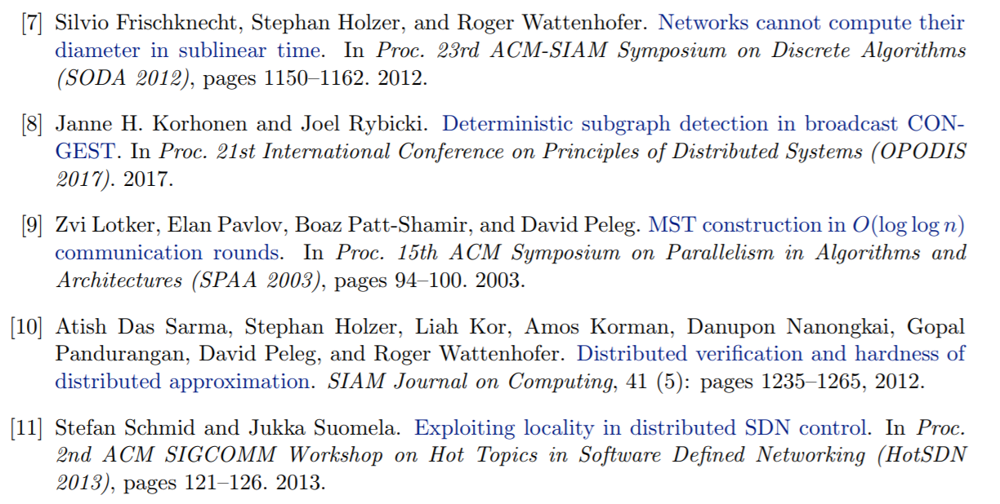 [7] Silvio Frischknecht, Stephan Holzer, and Roger Wattenhofer. Networks cannot compute their
diameter in sublinear time. In Proc. 23rd ACM-SIAM Symposium on Discrete Algorithms
(SODA 2012), pages 1150–1162. 2012.
[8] Janne H. Korhonen and Joel Rybicki. Deterministic subgraph detection in broadcast CON-
GEST. In Proc. 21st International Conference on Principles of Distributed Systems (OPODIS
2017). 2017.
[9] Zvi Lotker, Elan Pavlov, Boaz Patt-Shamir, and David Peleg. MST construction in O(log log n)
communication rounds. In Proc. 15th ACM Symposium on Parallelism in Algorithms and
Architectures (SPAA 2003), pages 94–100. 2003.
[10] Atish Das Sarma, Stephan Holzer, Liah Kor, Amos Korman, Danupon Nanongkai, Gopal
Pandurangan, David Peleg, and Roger Wattenhofer. Distributed verification and hardness of
distributed approximation. SIAM Journal on Computing, 41 (5): pages 1235–1265, 2012.
[11] Stefan Schmid and Jukka Suomela. Exploiting locality in distributed SDN control. In Proc.
2nd ACM SIGCOMM Workshop on Hot Topics in Software Defined Networking (HotSDN
2013), pages 121–126. 2013.